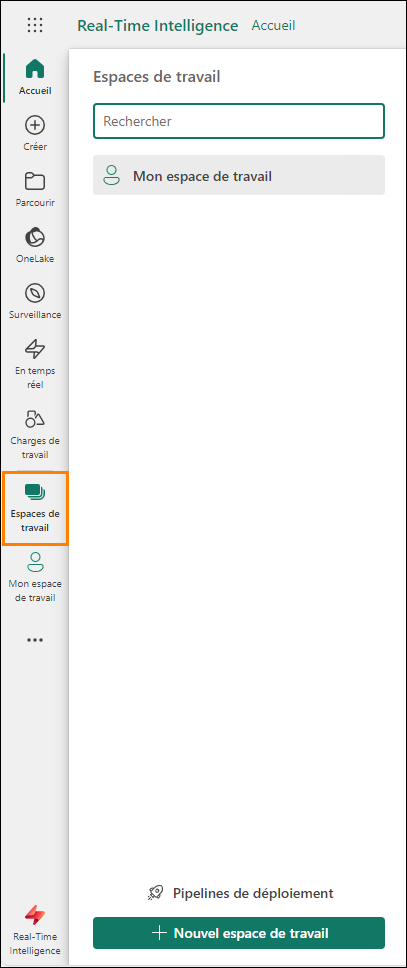 Real-Time Intelligence Accueil
Accueil
Créer
Parcourir
OneLake
Surveillance
En temps
réel
Charges de
travail
Espaces de
travail
Mon espace
de travail
Real-Time
Intelligence
Espaces de travail
Rechercher
Mon espace de travail
Pipelines de déploiement
Nouvel espace de travail